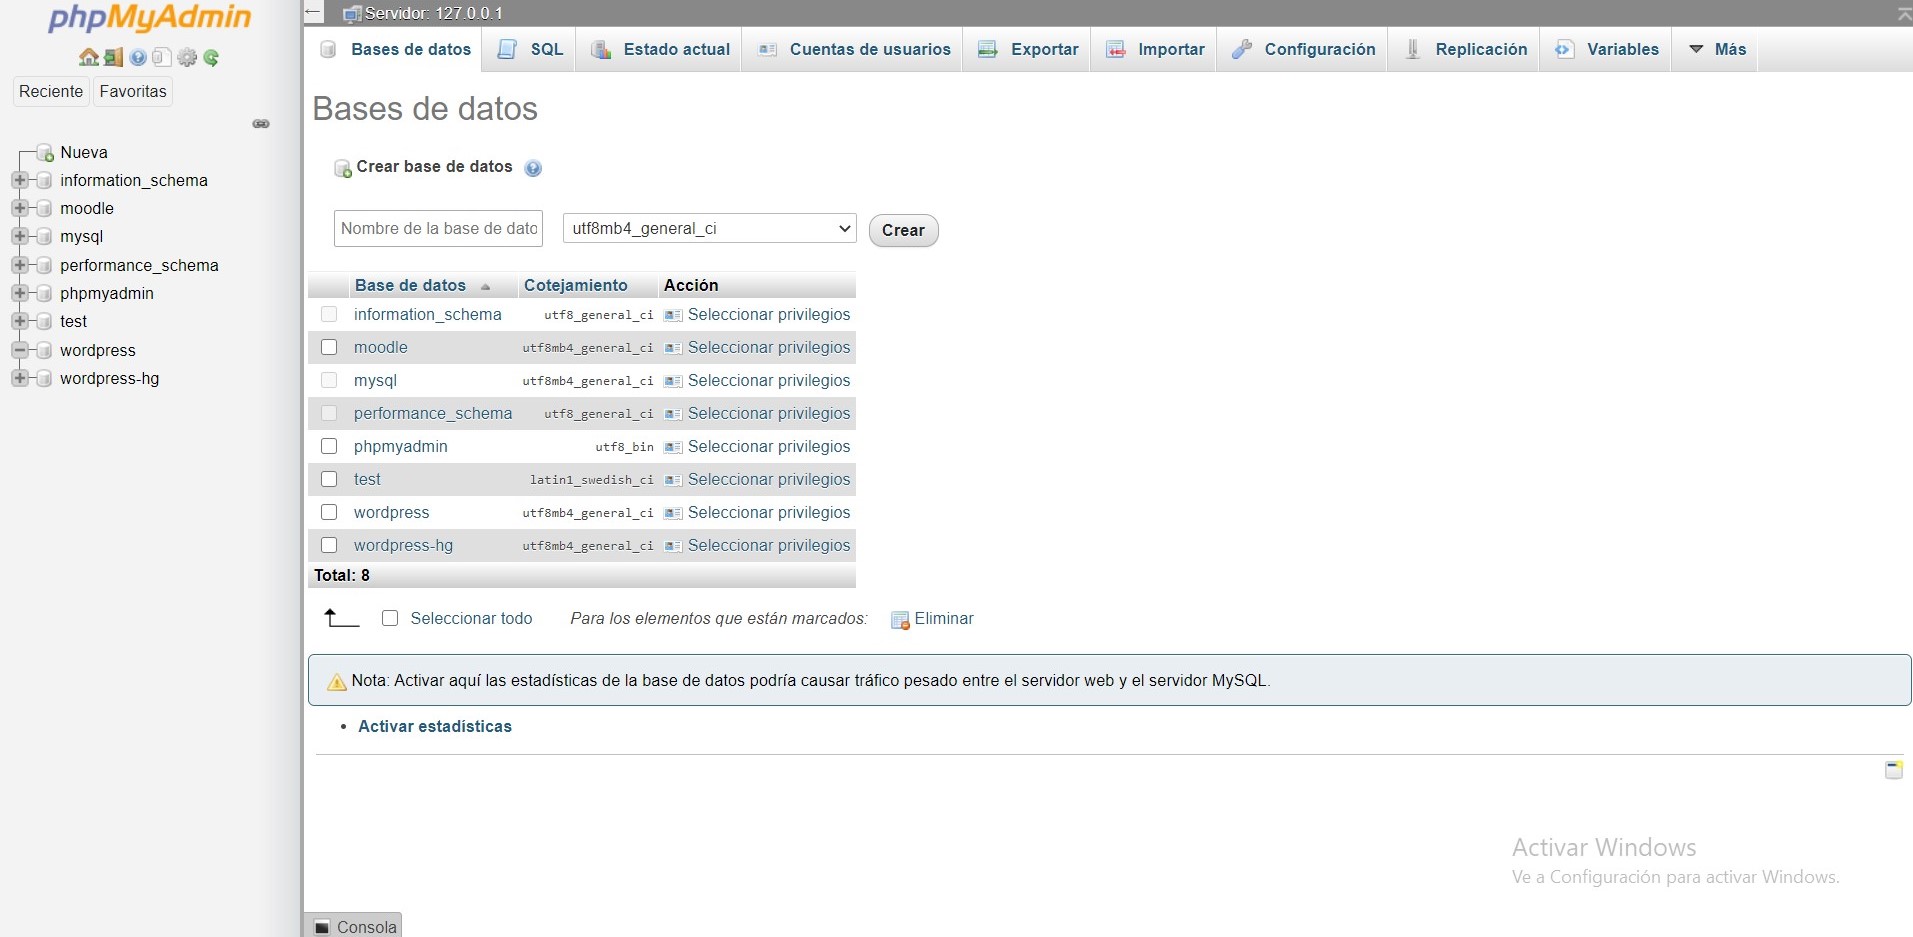 phpMyAdmin
Reciente Favoritas
Nueva
information_schema
moodle
mysql
performance_schema
phpmyadmin
test
wordpress
wordpress-hg
Servidor: 127.0.0.1
Bases de datos SQL Estado actual Cuentas de usuarios Exportar Importar Configuración Replicación Variables Más
Bases de datos
Crear base de datos
Nombre de la base de dato utf8mb4_general_ci Crear
Base de datos Cotejamiento Acción
information_schema utf8_general_ci Seleccionar privilegios
moodle utf8mb4_general_ci Seleccionar privilegios
mysql utf8mb4_general_ci Seleccionar privilegios
performance_schema utf8_general_ci Seleccionar privilegios
phpmyadmin utf8_bin Seleccionar privilegios
test latin1_swedish_ci Seleccionar privilegios
wordpress utf8mb4_general_ci Seleccionar privilegios
wordpress-hg utf8mb4_general_ci Seleccionar privilegios
Total: 8
Seleccionar todo Para los elementos que están marcados: Eliminar
Nota: Activar aquí las estadísticas de la base de datos podría causar tráfico pesado entre el servidor web y el servidor MySQL.
• Activar estadísticas
Activar Windows
Ve a Configuración para activar Windows.
Consola